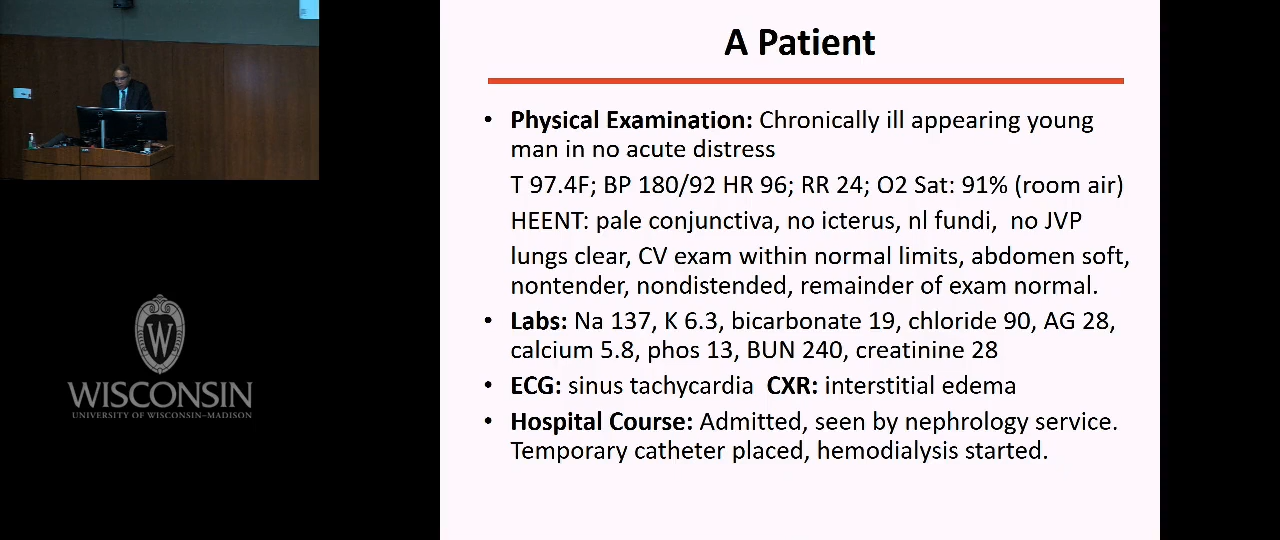 A Patient
• Physical Examination: Chronically ill appearing young
man in no acute distress
T 97.4F; BP 180/92 HR 96; RR 24; O2 Sat: 91% (room air)
HEENT: pale conjunctiva, no icterus, nl fundi,  no JVP
lungs clear, CV exam within normal limits, abdomen soft,
nontender, nondistended, remainder of exam normal.
• Labs: Na 137, K 6.3, bicarbonate 19, chloride 90, AG 28,
calcium 5.8, phos 13, BUN 240, creatinine 28
• ECG: sinus tachycardia  CXR: interstitial edema
• Hospital Course: Admitted, seen by nephrology service.
Temporary catheter placed, hemodialysis started.
W
WISCONSIN
UNIVERSITY OF WISCONSIN–MADISON